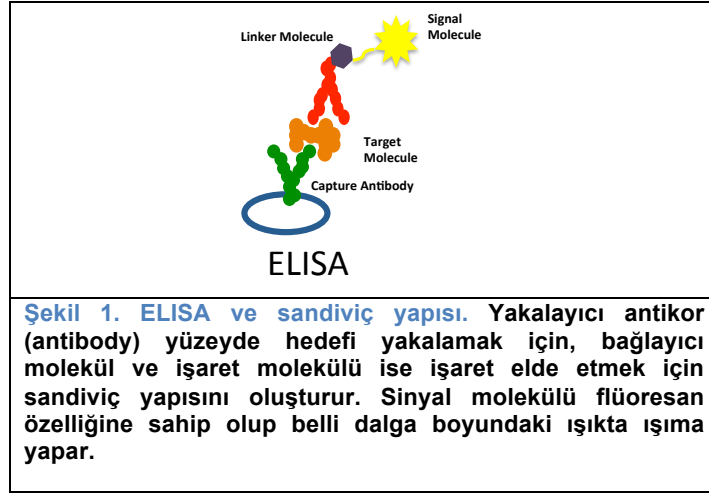 Signal
Molecule
Linker Molecule
Target
Molecule
Capture Antibody
ELISA
Şekil 1. ELISA ve sandiviç yapısı. Yakalayıcı antikor
(antibody) yüzeyde hedefi yakalamak için, bağlayıcı
molekül ve işaret molekülü ise işaret elde etmek için
sandiviç yapısını oluşturur. Sinyal molekülü flüoresan
özelliğine sahip olup belli dalga boyundaki ışıkta ışıma
yapar.